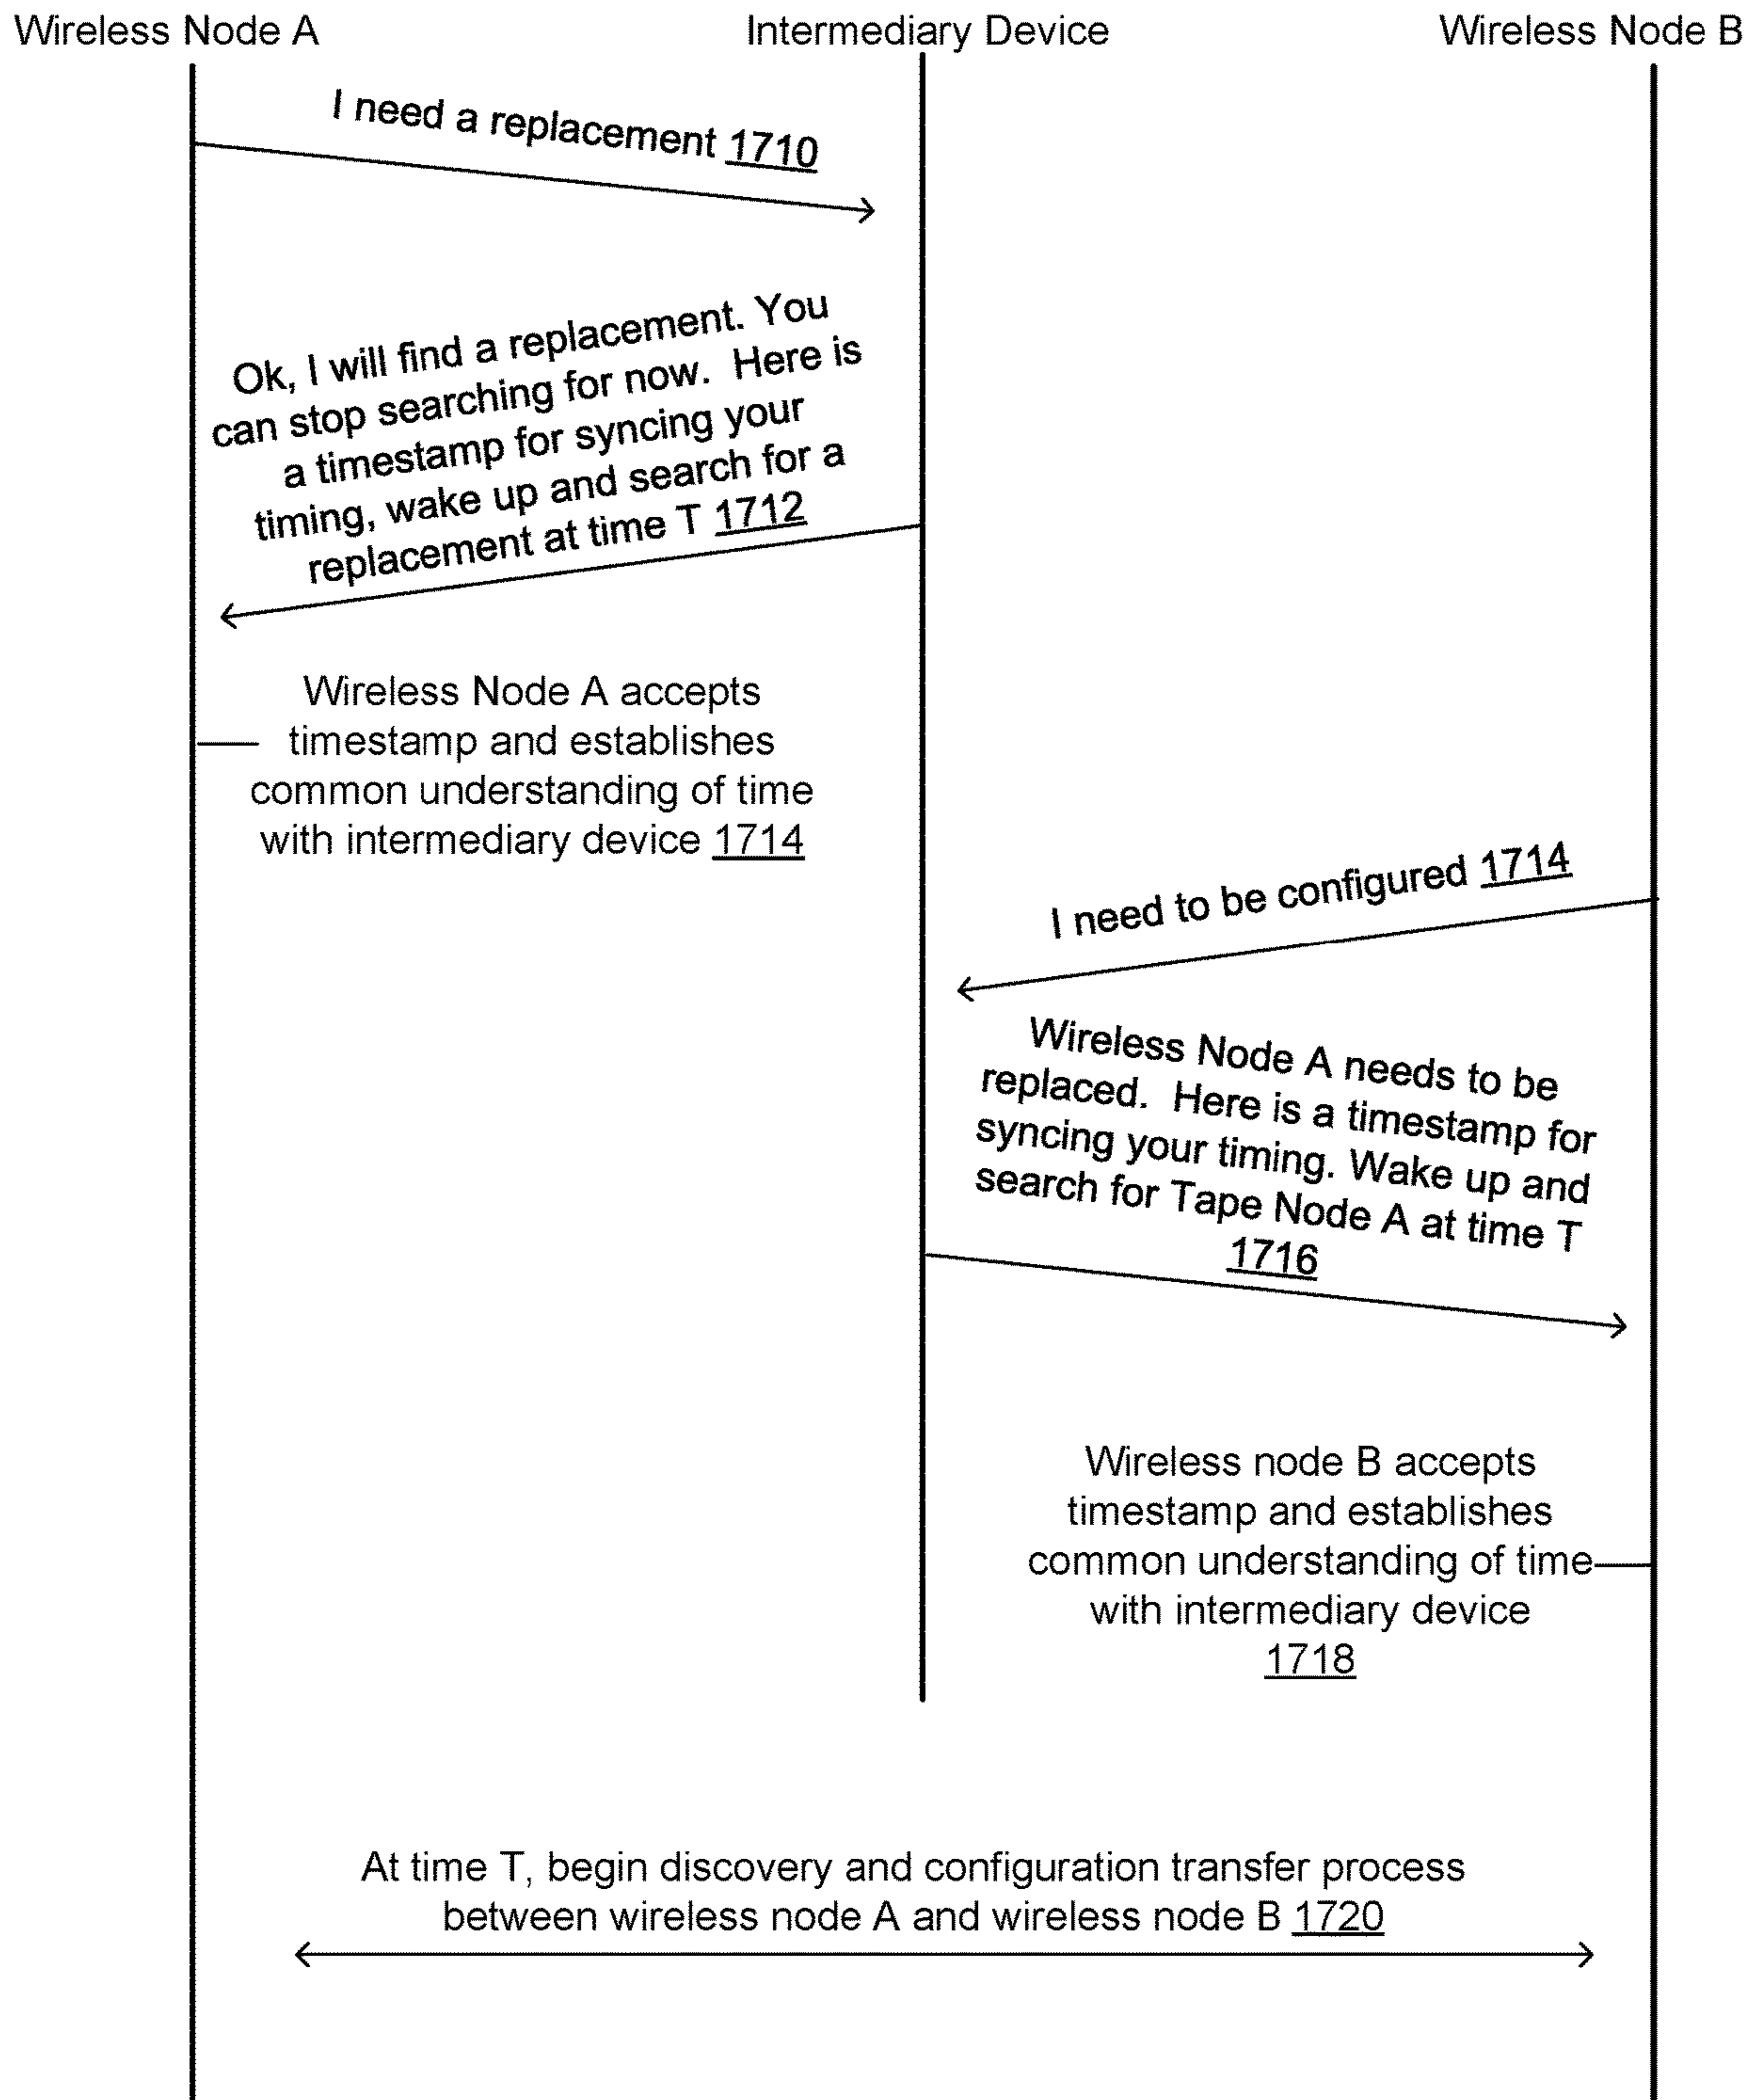 Wireless Node A
Intermediary Device
Wireless Node B
I need a replacement 1710
Ok, I will find a replacement. You
can stop searching for now. Here is
a timestamp for syncing your
timing, wake up and search for a
replacement at time T 1712
Wireless Node A accepts
timestamp and establishes
common understanding of time
with intermediary device 1714
I need to be configured 1714
Wireless Node A needs to be
replaced. Here is a timestamp for
syncing your timing. Wake up and
search for Tape Node A at time T
1716
Wireless node B accepts
timestamp and establishes
common understanding of time
with intermediary device
1718
At time T, begin discovery and configuration transfer process
between wireless node A and wireless node B 1720